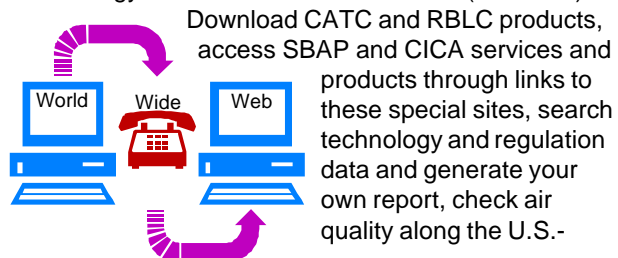 Download CATC and RBLC products,
access SBAP and CICA services and
products through links to
these special sites, search
technology and regulation
data and generate your
own report, check air
quality along the U.S.-
World Wide Web